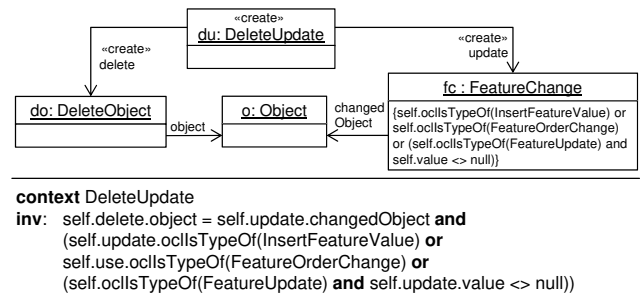 «create»
du: DeleteUpdate
«create»
delete
«create»
update
do: DeleteObject
object
o: Object
changed
Object
fc : FeatureChange
{self.oclIsTypeOf(InsertFeatureValue) or
self.oclIsTypeOf(FeatureOrderChange)
or (self.oclIsTypeOf(FeatureUpdate) and
self.value <> null)}
context DeleteUpdate
inv: self.delete.object = self.update.changedObject and
(self.update.oclIsTypeOf(InsertFeatureValue) or
self.use.oclIsTypeOf(FeatureOrderChange) or
(self.oclIsTypeOf(FeatureUpdate) and self.update.value <> null))